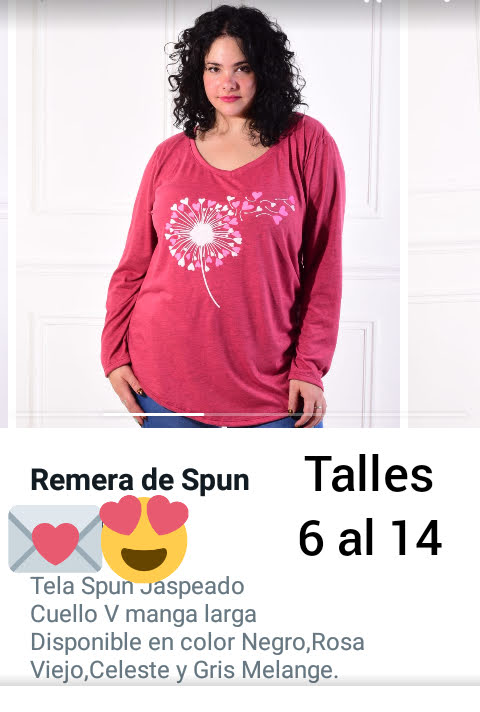 Remera de Spun
Talles
6 al 14
Tela Spun Jaspeado
Cuello V manga larga
Disponible en color Negro,Rosa
Viejo,Celeste y Gris Melange.